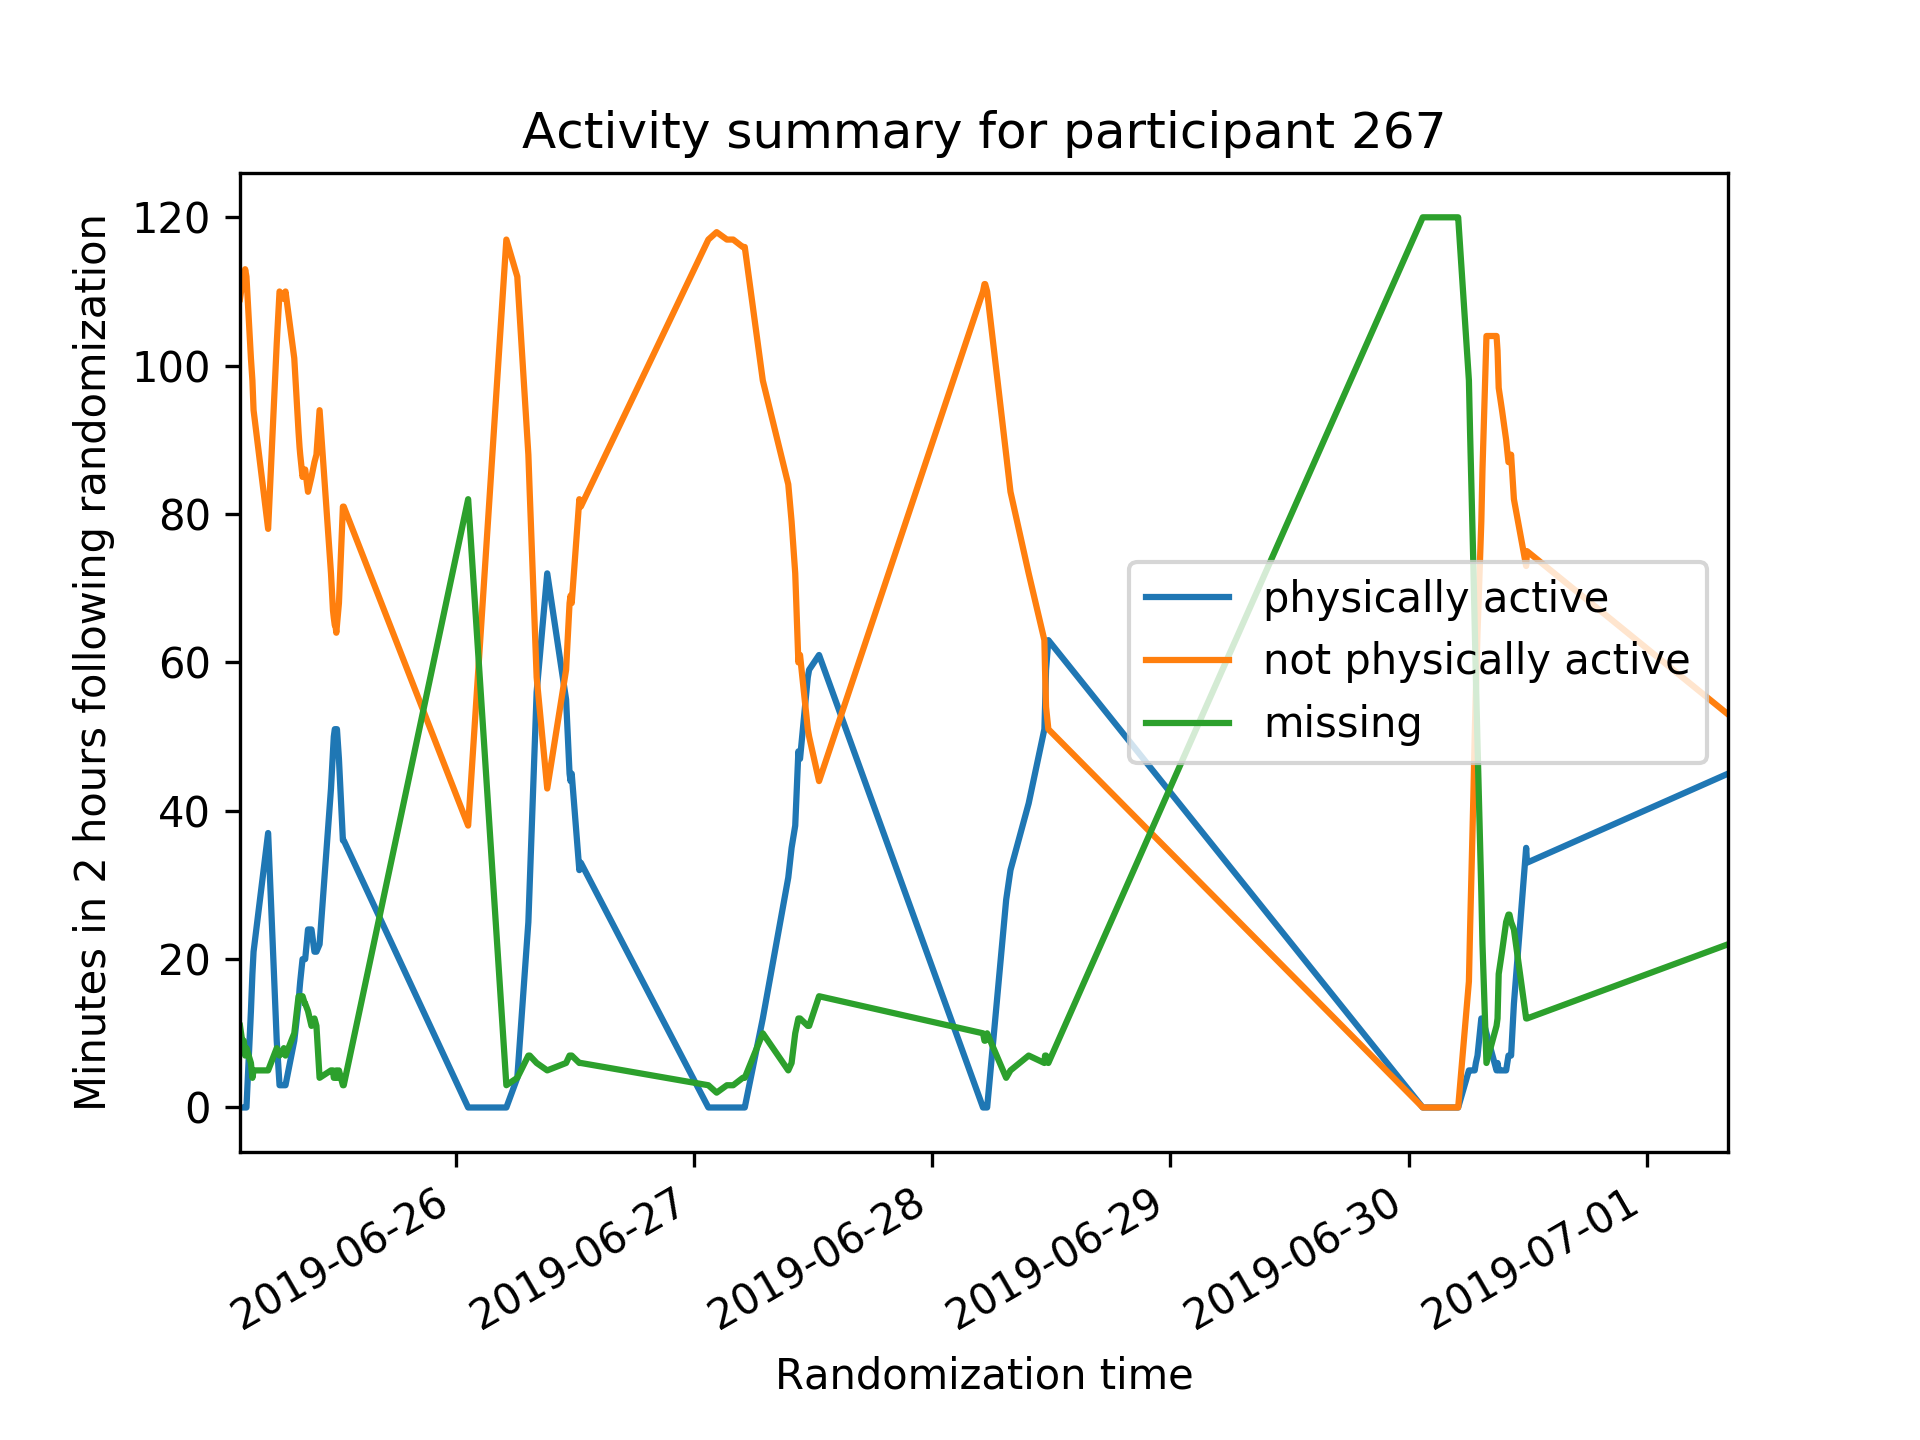 Activity summary for participant 267
Minutes in 2 hours following randomization
120
100
80
60
40
20
0
physically active
not physically active
missing
2019-06-26
2019-06-27
2019-06-28
2019-06-29
2019-06-30
2019-07-01
Randomization time